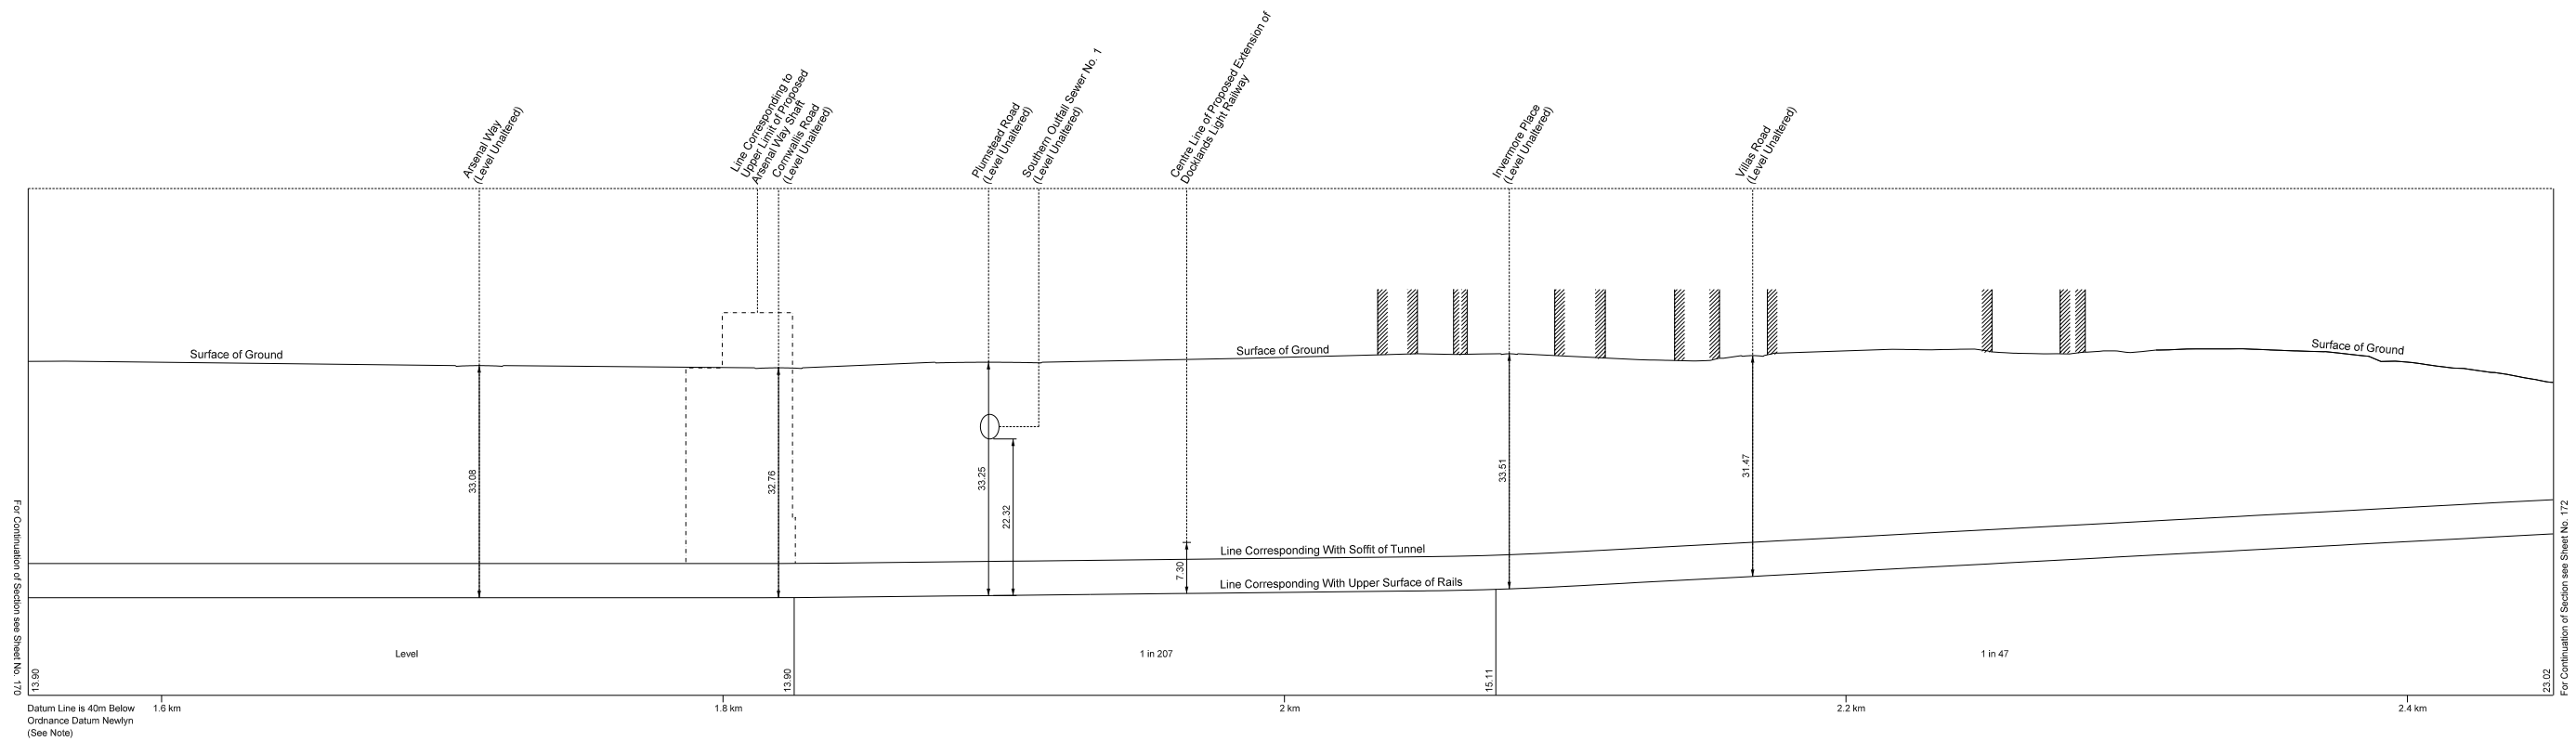 Arsenal Way
(Level Unaltered)
Line Corresponding to
Upper Limit of Proposed
Arsenal Way Shaft
Cornwallis Road
(Level Unaltered)
Plumstead Road
(Level Unaltered)
Southern Outfall Sewer No. 1
(Level Unaltered)
Centre Line of Proposed Extension of
Docklands Light Railway
Invermore Place
(Level Unaltered)
Villas Road
(Level Unaltered)
Surface of Ground
Surface of Ground
Surface of Ground
33.08
32.76
33.25
22.32
7.30
33.51
31.47
Line Corresponding With Soffit of Tunnel
Line Corresponding With Upper Surface of Rails
For Continuation of Section see Sheet No. 170
For Continuation of Section see Sheet No. 172
Level
1 in 207
1 in 47
13.90
13.90
15.11
23.02
Datum Line is 40m Below
Ordnance Datum Newlyn
(See Note)
1.6 km
1.8 km
2 km
2.2 km
2.4 km